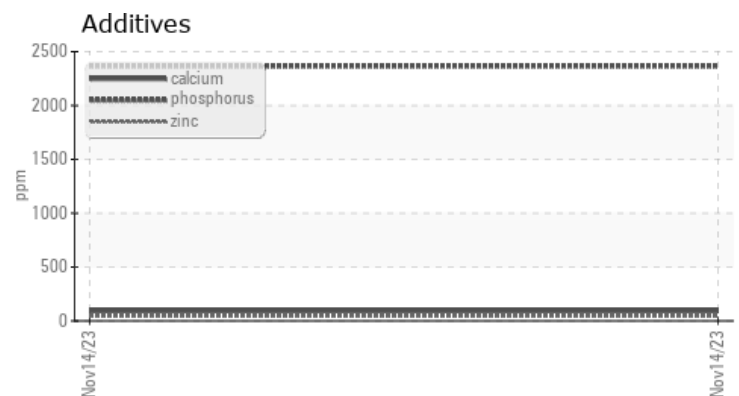 Additives
2500
2000
1500
1000
500
0
ppm
calcium
phosphorus
zinc
Nov14/23
Nov14/23